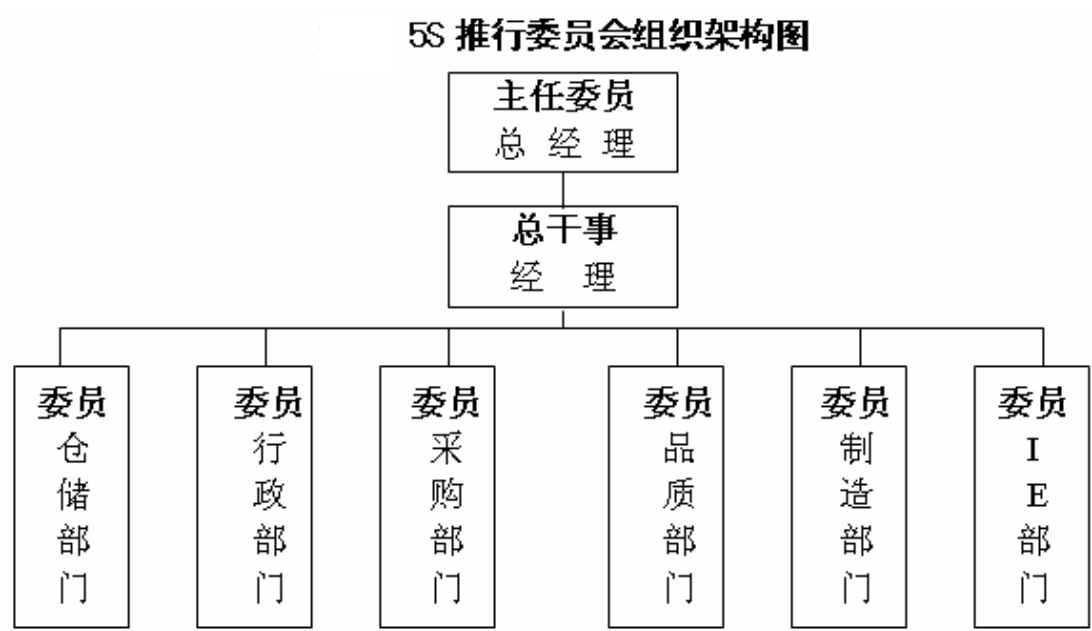 5S 推行委员会组织架构图
主任委员
总 经 理
总干事
经 理
委员
仓储部门
委员
行政部门
委员
采购部门
委员
品质部门
委员
制造部门
委员
IE部门